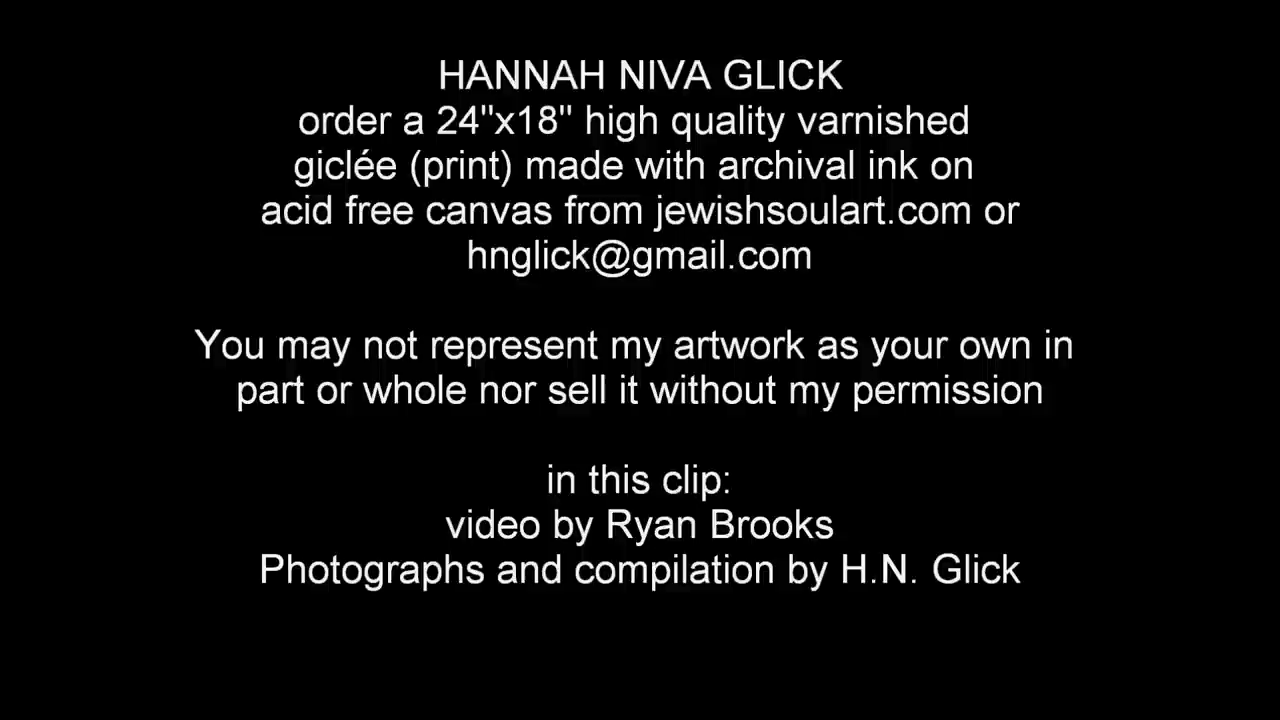 HANNAH NIVA GLICK
order a 24"x18" high quality varnished
giclée (print) made with archival ink on
acid free canvas from jewishsoulart.com or
hnglick@gmail.com
You may not represent my artwork as your own in
part or whole nor sell it without my permission
in this clip:
video by Ryan Brooks
Photographs and compilation by H.N. Glick